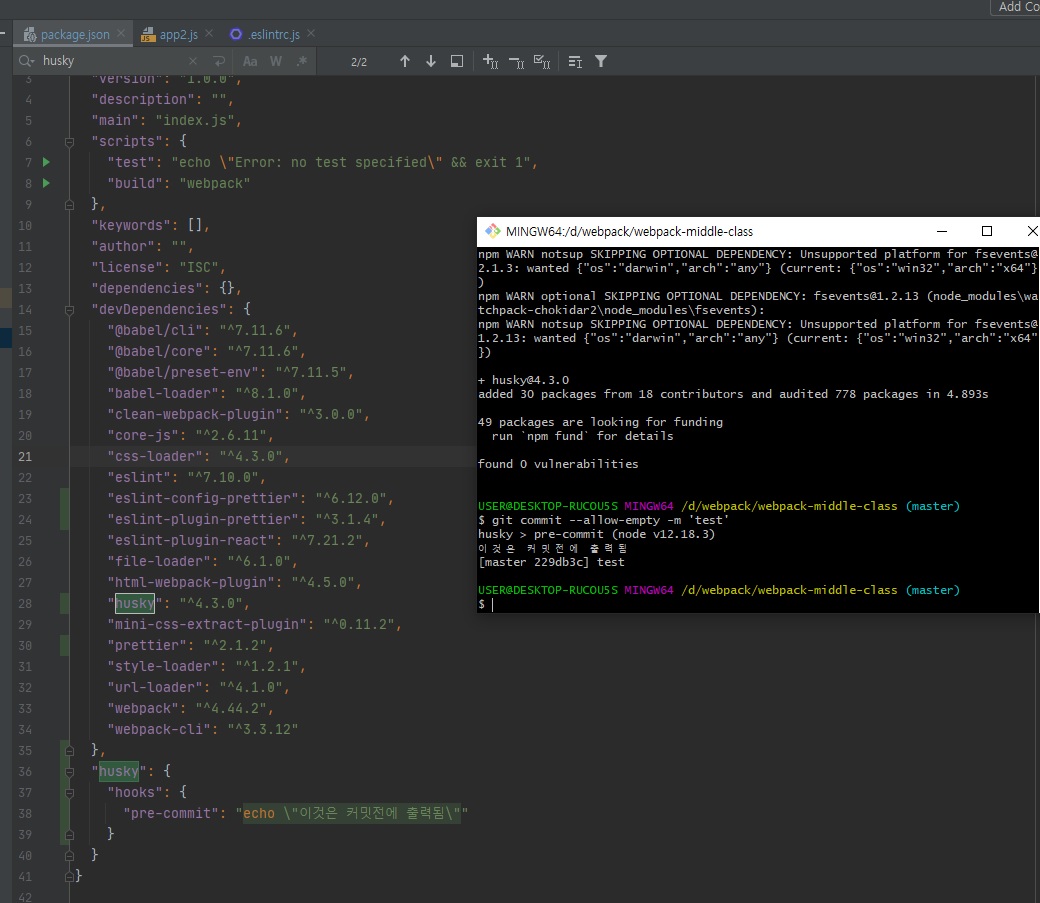 Add Co
package.json
app2.js
.eslintrc.js
husky
Aa W .*
2/2
3 "version": "1.0.0",
4 "description": "",
5 "main": "index.js",
6 "scripts": {
7 "test": "echo \"Error: no test specified\" && exit 1",
8 "build": "webpack"
9 },
10 "keywords": [],
11 "author": "",
12 "license": "ISC",
13 "dependencies": {},
14 "devDependencies": {
15 "@babel/cli": "^7.11.6",
16 "@babel/core": "^7.11.6",
17 "@babel/preset-env": "^7.11.5",
18 "babel-loader": "^8.1.0",
19 "clean-webpack-plugin": "^3.0.0",
20 "core-js": "^2.6.11",
21 "css-loader": "^4.3.0",
22 "eslint": "^7.10.0",
23 "eslint-config-prettier": "^6.12.0",
24 "eslint-plugin-prettier": "^3.1.4",
25 "eslint-plugin-react": "^7.21.2",
26 "file-loader": "^6.1.0",
27 "html-webpack-plugin": "^4.5.0",
28 "husky": "^4.3.0",
29 "mini-css-extract-plugin": "^0.11.2",
30 "prettier": "^2.1.2",
31 "style-loader": "^1.2.1",
32 "url-loader": "^4.1.0",
33 "webpack": "^4.44.2",
34 "webpack-cli": "^3.3.12"
35 },
36 "husky": {
37 "hooks": {
38 "pre-commit": "echo \"이것은 커밋전에 출력됨\""
39 }
40 }
41 }
42
MINGW64:/d/webpack/webpack-middle-class
npm WARN notsup SKIPPING OPTIONAL DEPENDENCY: Unsupported platform for fsevents@
2.1.3: wanted {"os":"darwin","arch":"any"} (current: {"os":"win32","arch":"x64"}
)
npm WARN optional SKIPPING OPTIONAL DEPENDENCY: fsevents@1.2.13 (node_modules\wa
tchpack-chokidar2\node_modules\fsevents):
npm WARN notsup SKIPPING OPTIONAL DEPENDENCY: Unsupported platform for fsevents@
1.2.13: wanted {"os":"darwin","arch":"any"} (current: {"os":"win32","arch":"x64"
})
+ husky@4.3.0
added 30 packages from 18 contributors and audited 778 packages in 4.893s
49 packages are looking for funding
run `npm fund` for details
found 0 vulnerabilities
USER@DESKTOP-RUCOU5S MINGW64 /d/webpack/webpack-middle-class (master)
$ git commit --allow-empty -m 'test'
husky > pre-commit (node v12.18.3)
이것은 커밋전에 출력됨
[master 229db3c] test
USER@DESKTOP-RUCOU5S MINGW64 /d/webpack/webpack-middle-class (master)
$